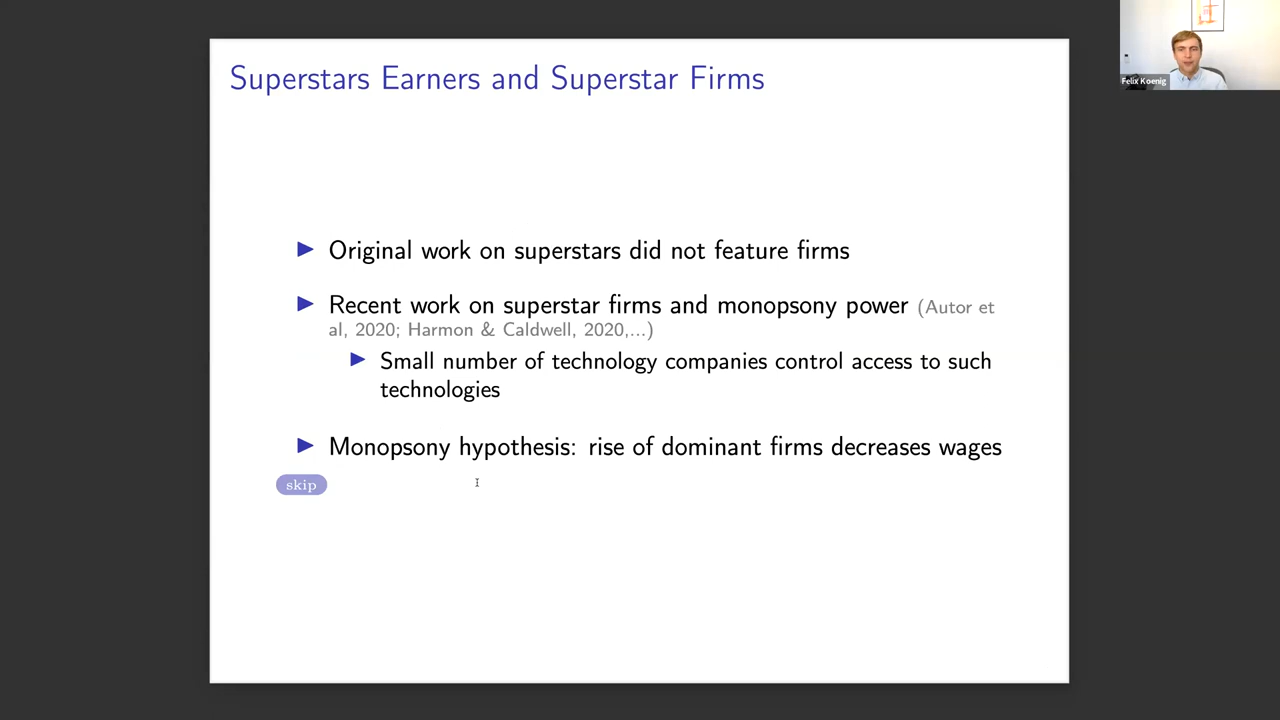 Superstars Earners and Superstar Firms
Felix Koenig
Original work on superstars did not feature firms
Recent work on superstar firms and monopsony power (Autor et
al, 2020; Harmon & Caldwell, 2020,...)
Small number of technology companies control access to such
technologies
Monopsony hypothesis: rise of dominant firms decreases wages
skip